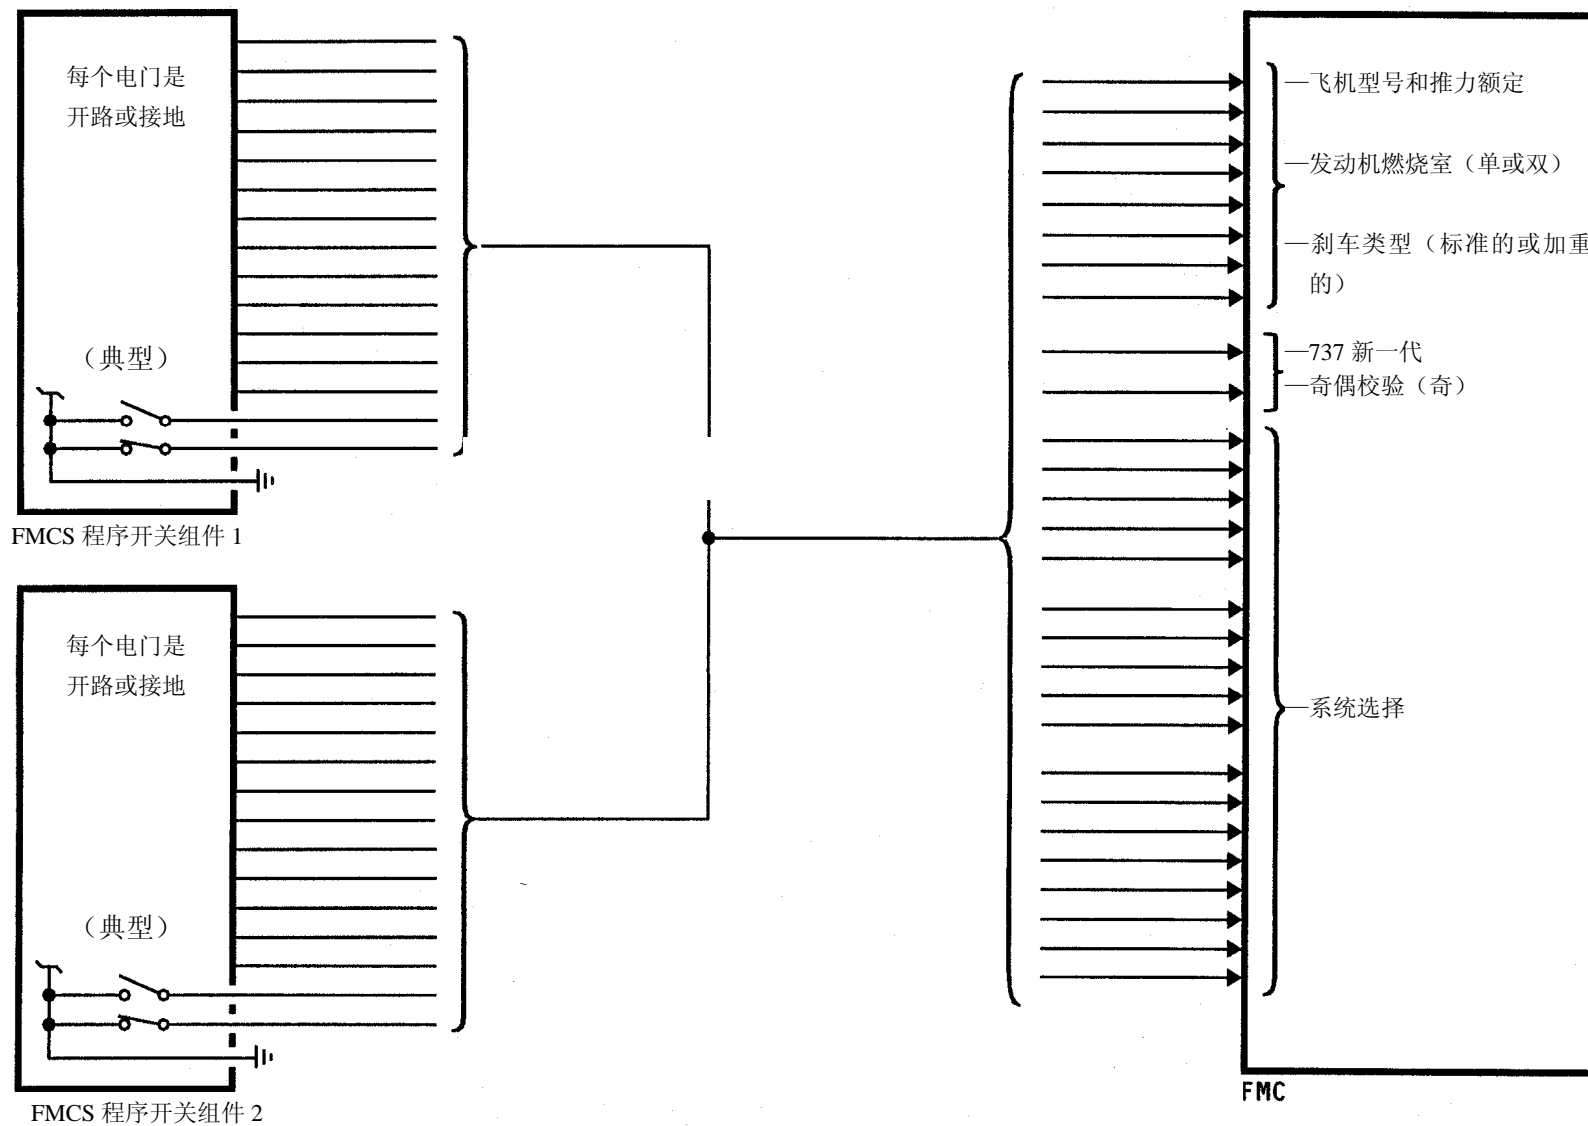 每个电门是
开路或接地
（典型）
FMCS 程序开关组件 1
每个电门是
开路或接地
（典型）
FMCS 程序开关组件 2
—飞机型号和推力额定
—发动机燃烧室（单或双）
—刹车类型（标准的或加重
的）
—737 新一代
—奇偶校验（奇）
—系统选择
FMC